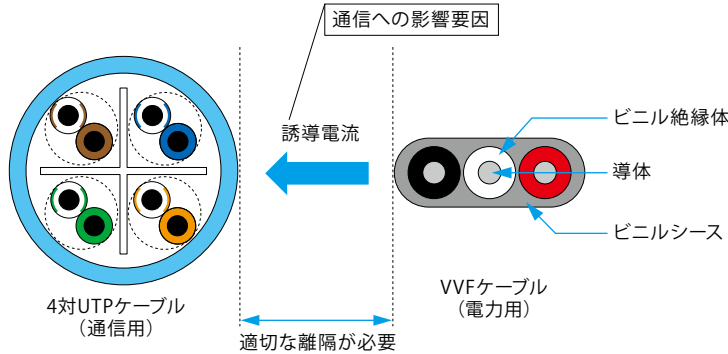 通信への影響要因
誘導電流
ビニル絶縁体
導体
ビニルシース
4対UTPケーブル
（通信用）
VVFケーブル
（電力用）
適切な離隔が必要